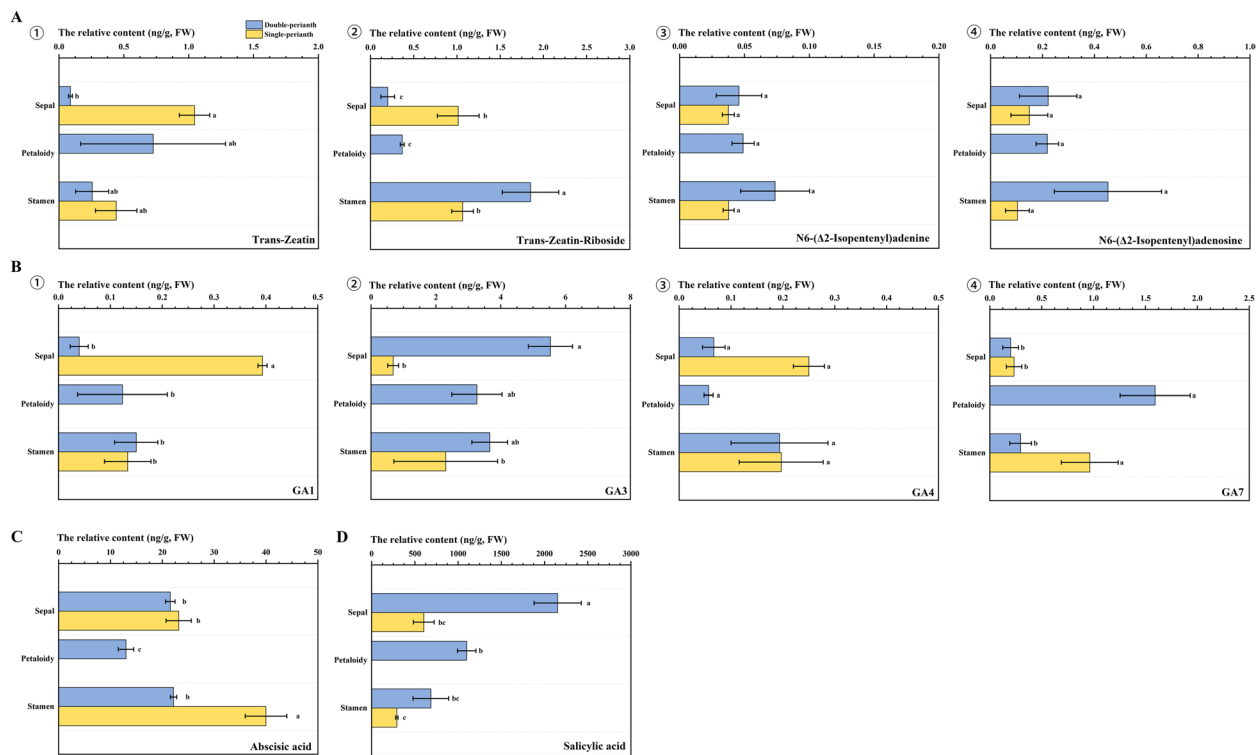 A
①
The relative content (ng/g, FW)
0.0 0.5 1.0 1.5 2.0
Double-perianth
Single-perianth
Sepal
Petaloidy
Stamen
b
a
ab
ab
ab
Trans-Zeatin
②
The relative content (ng/g, FW)
0.0 0.5 1.0 1.5 2.0 2.5 3.0
Sepal
Petaloidy
Stamen
c
b
c
a
b
Trans-Zeatin-Riboside
③
The relative content (ng/g, FW)
0.00 0.05 0.10 0.15 0.20
Sepal
Petaloidy
Stamen
a
a
a
a
a
N6-(Δ2-Isopentenyl)adenine
④
The relative content (ng/g, FW)
0.0 0.2 0.4 0.6 0.8 1.0
Sepal
Petaloidy
Stamen
a
a
a
a
a
N6-(Δ2-Isopentenyl)adenosine
B
①
The relative content (ng/g, FW)
0.0 0.1 0.2 0.3 0.4 0.5
Sepal
Petaloidy
Stamen
b
a
b
b
b
GA1
②
The relative content (ng/g, FW)
0 2 4 6 8
Sepal
Petaloidy
Stamen
a
b
ab
ab
b
GA3
③
The relative content (ng/g, FW)
0.0 0.1 0.2 0.3 0.4 0.5
Sepal
Petaloidy
Stamen
a
a
a
a
a
GA4
④
The relative content (ng/g, FW)
0.0 0.5 1.0 1.5 2.0 2.5
Sepal
Petaloidy
Stamen
b
b
a
b
a
GA7
C
The relative content (ng/g, FW)
0 10 20 30 40 50
Sepal
Petaloidy
Stamen
b
b
c
b
a
Abscisic acid
D
The relative content (ng/g, FW)
0 500 1000 1500 2000 2500 3000
Sepal
Petaloidy
Stamen
a
bc
b
bc
c
Salicylic acid